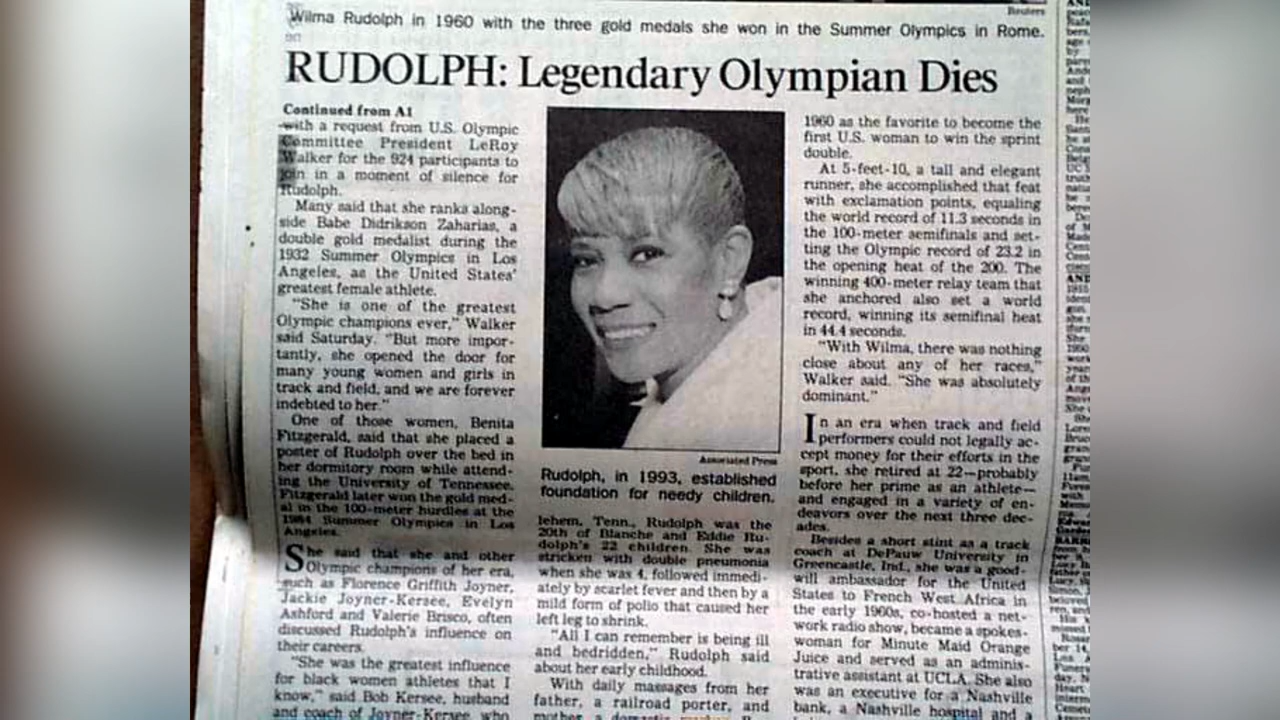 Reuters
Wilma Rudolph in 1960 with the three gold medals she won in the Summer Olympics in Rome.
RUDOLPH: Legendary Olympian Dies
Continued from A1
with a request from U.S. Olympic
Committee President LeRoy
Walker for the 924 participants to
join in a moment of silence for
Rudolph.
Many said that she ranks along-
side Babe Didrikson Zaharias, a
double gold medalist during the
1932 Summer Olympics in Los
Angeles, as the United States'
greatest female athlete.
"She is one of the greatest
Olympic champions ever," Walker
said Saturday. "But more impor-
tantly, she opened the door for
many young women and girls in
track and field, and we are forever
indebted to her."
One of those women, Benita
Fitzgerald, said that she placed a
poster of Rudolph over the bed in
her dormitory room while attend-
ing the University of Tennessee.
Fitzgerald later won the gold med-
al in the 100-meter hurdles at the
1984 Summer Olympics in Los
Angeles.
She said that she and other
Olympic champions of her era,
such as Florence Griffith Joyner,
Jackie Joyner-Kersee, Evelyn
Ashford and Valerie Brisco, often
discussed Rudolph's influence on
their careers.
"She was the greatest influence
for black women athletes that I
know," said Bob Kersee, husband
and coach of Joyner-Kersee who
Associated Press
Rudolph, in 1993, established
foundation for needy children.
lehem, Tenn., Rudolph was the
20th of Blanche and Eddie Ru-
dolph's 22 children. She was
stricken with double pneumonia
when she was 4, followed immedi-
ately by scarlet fever and then by a
mild form of polio that caused her
left leg to shrink.
"All I can remember is being ill
and bedridden," Rudolph said
about her early childhood.
With daily massages from her
father, a railroad porter, and
mother, a domestic
1960 as the favorite to become the
first U.S. woman to win the sprint
double.
At 5-feet-10, a tall and elegant
runner, she accomplished that feat
with exclamation points, equaling
the world record of 11.3 seconds in
the 100-meter semifinals and set-
ting the Olympic record of 23.2 in
the opening heat of the 200. The
winning 400-meter relay team that
she anchored also set a world
record, winning its semifinal heat
in 44.4 seconds.
"With Wilma, there was nothing
close about any of her races,"
Walker said. "She was absolutely
dominant."
In an era when track and field
performers could not legally ac-
cept money for their efforts in the
sport, she retired at 22—probably
before her prime as an athlete—
and engaged in a variety of en-
deavors over the next three dec-
ades.
Besides a short stint as a track
coach at DePauw University in
Greencastle, Ind., she was a good-
will ambassador for the United
States to French West Africa in
the early 1960s, co-hosted a net-
work radio show, became a spokes-
woman for Minute Maid Orange
Juice and served as an adminis-
trative assistant at UCLA. She also
was an executive for a Nashville
bank, a Nashville hospital and a